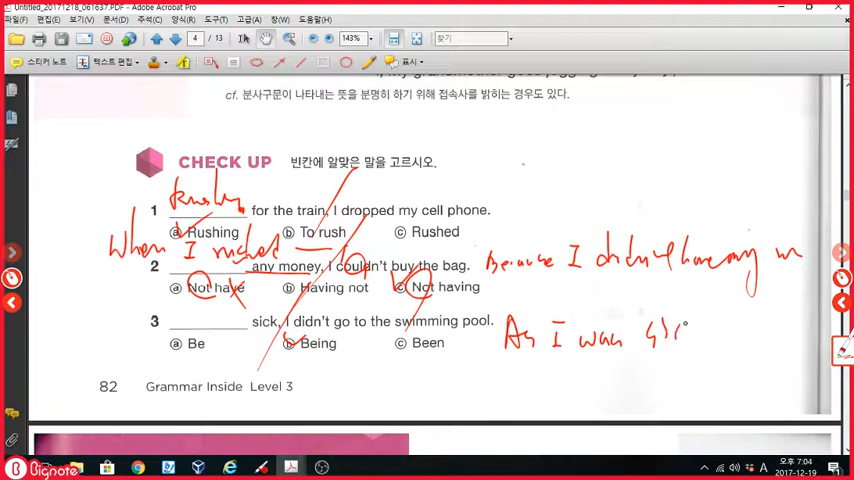 Untitled_20171218_061637.PDF - Adobe Acrobat Pro
파일(F) 편집(E) 보기(V) 문서(D) 주석(C) 양식(R) 도구(T) 고급(A) 창(W) 도움말(H)
4 / 13 143% 찾기
스티커 노트 텍스트 편집 표시
cf. 분사구문이 나타내는 뜻을 분명히 하기 위해 접속사를 밝히는 경우도 있다.
CHECK UP 빈칸에 알맞은 말을 고르시오.
1 ________ for the train, I dropped my cell phone.
ⓐ Rushing ⓑ To rush ⓒ Rushed
When I rushed
2 ________ any money, I couldn't buy the bag.
Because I didn't
ⓐ Not have ⓑ Having not ⓒ Not having
3 ________ sick, I didn't go to the swimming pool.
As I was
ⓐ Be ⓑ Being ⓒ Been
82 Grammar Inside Level 3
Bignote
A 오후 7:04
2017-12-19